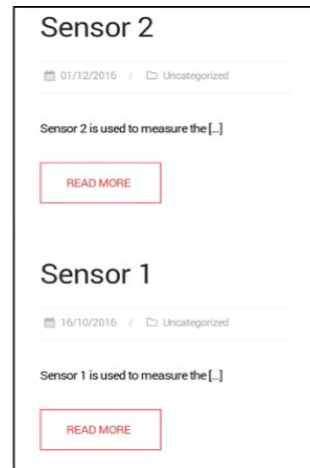 Sensor 2
01/12/2016 / Uncategorized
Sensor 2 is used to measure the [...]
READ MORE
Sensor 1
16/10/2016 / Uncategorized
Sensor 1 is used to measure the [...]
READ MORE